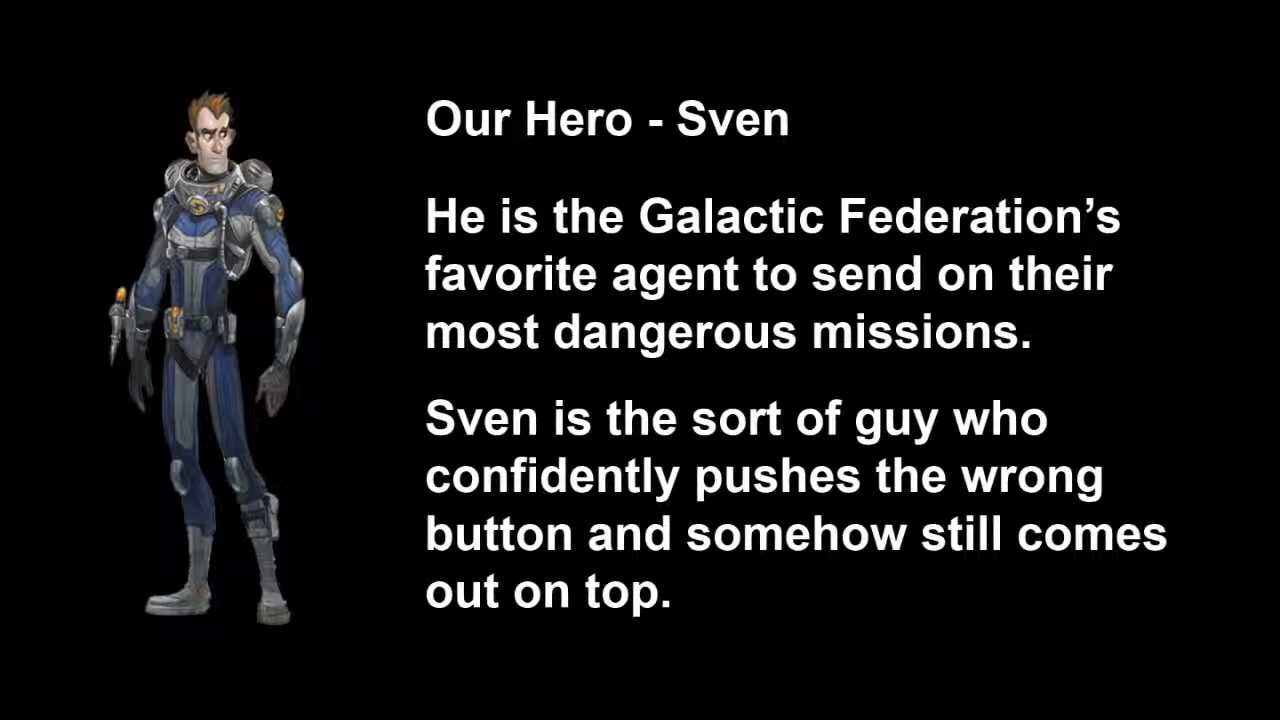 Our Hero - Sven
He is the Galactic Federation’s
favorite agent to send on their
most dangerous missions.
Sven is the sort of guy who
confidently pushes the wrong
button and somehow still comes
out on top.